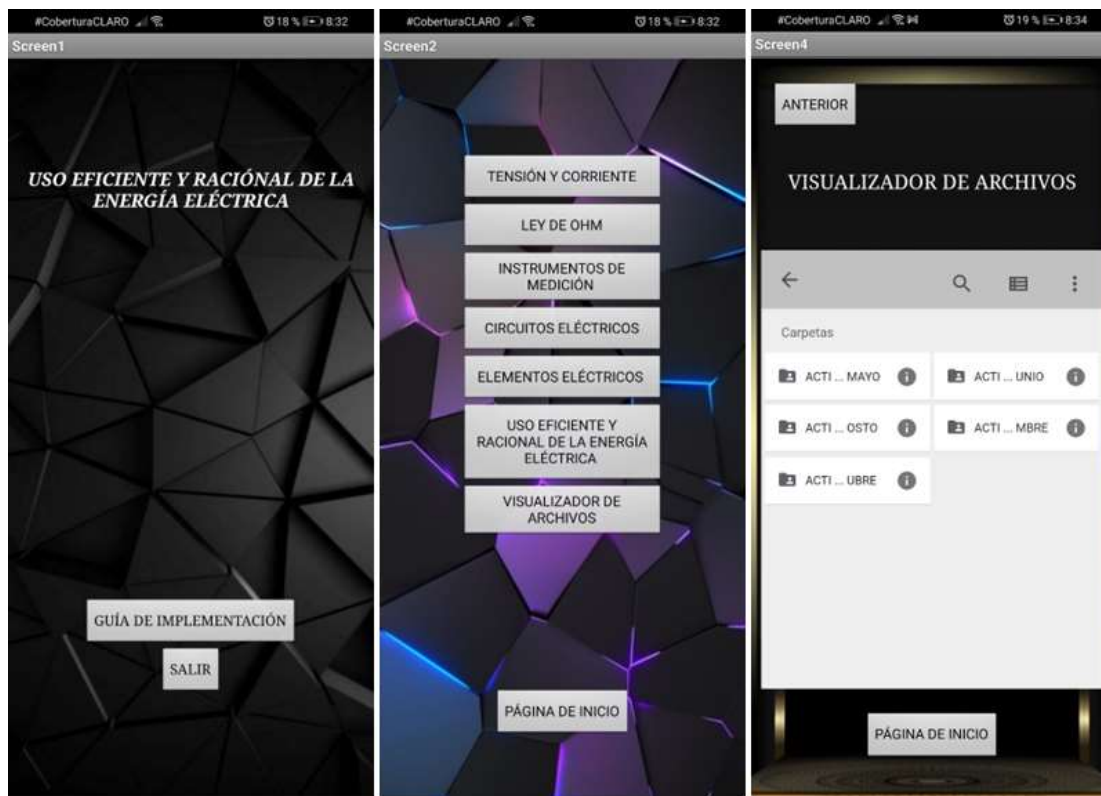 #CoberturaCLARO
18 % 8:32
Screen1
USO EFICIENTE Y RACIÓNAL DE LA
ENERGÍA ELÉCTRICA
GUÍA DE IMPLEMENTACIÓN
SALIR
#CoberturaCLARO
18 % 8:32
Screen2
TENSIÓN Y CORRIENTE
LEY DE OHM
INSTRUMENTOS DE
MEDICIÓN
CIRCUITOS ELÉCTRICOS
ELEMENTOS ELÉCTRICOS
USO EFICIENTE Y
RACIONAL DE LA ENERGÍA
ELÉCTRICA
VISUALIZADOR DE
ARCHIVOS
PÁGINA DE INICIO
#CoberturaCLARO
19 % 8:34
Screen4
ANTERIOR
VISUALIZADOR DE ARCHIVOS
Carpetas
ACTI ... MAYO
ACTI ... UNIO
ACTI ... OSTO
ACTI ... MBRE
ACTI ... UBRE
PÁGINA DE INICIO